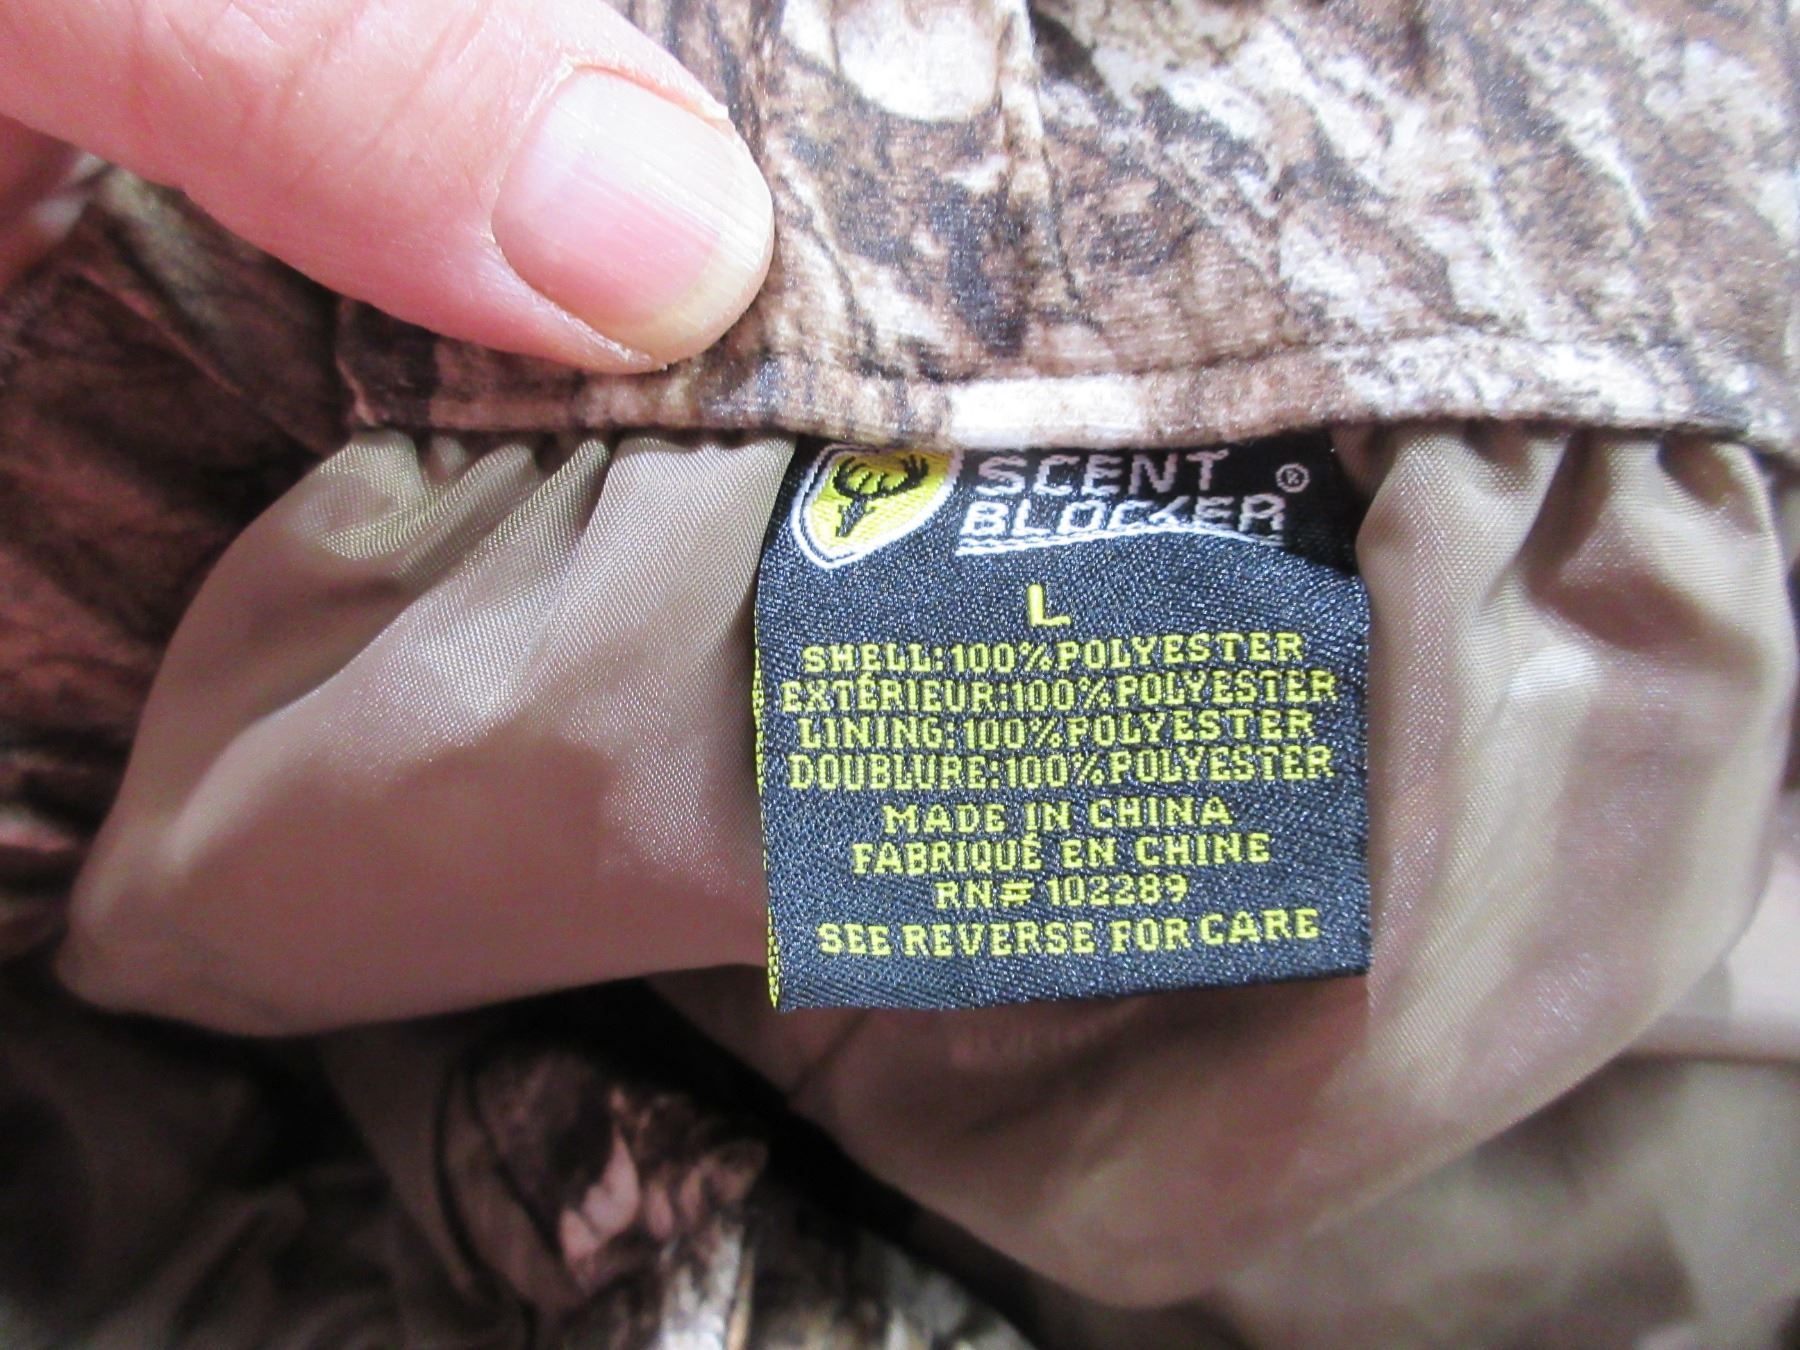 SCENT ®
BLOCKER
L
SHELL:100%POLYESTER
EXTÉRIEUR:100%POLYESTER
LINING:100%POLYESTER
DOUBLURE:100%POLYESTER
MADE IN CHINA
FABRIQUÉ EN CHINE
RN# 102289
SEE REVERSE FOR CARE